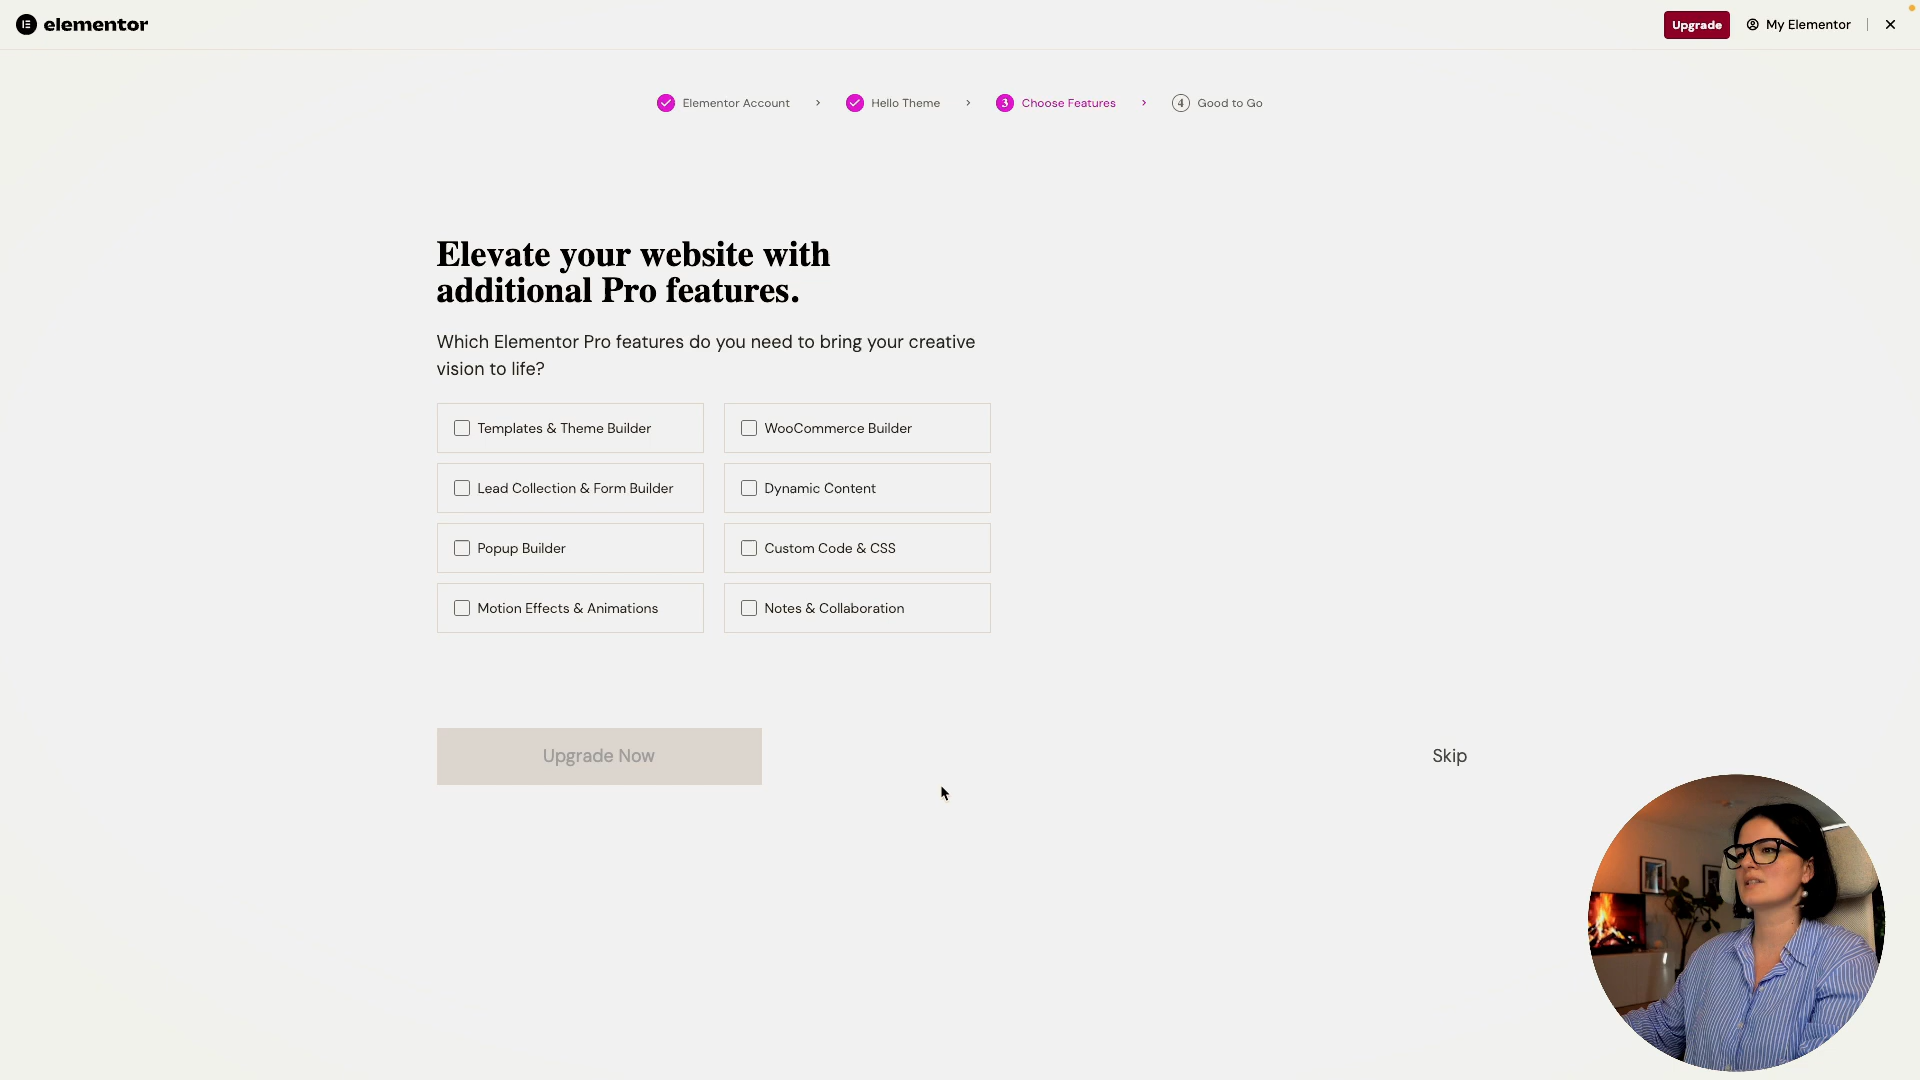 elementor
Upgrade
My Elementor
Elementor Account
Hello Theme
3 Choose Features
4 Good to Go
Elevate your website with
additional Pro features.
Which Elementor Pro features do you need to bring your creative
vision to life?
Templates & Theme Builder
WooCommerce Builder
Lead Collection & Form Builder
Dynamic Content
Popup Builder
Custom Code & CSS
Motion Effects & Animations
Notes & Collaboration
Upgrade Now
Skip